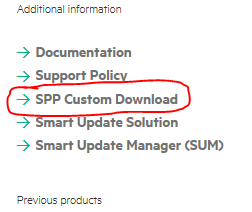 Additional information
→ Documentation
→ Support Policy
→ SPP Custom Download
→ Smart Update Solution
→ Smart Update Manager (SUM)
Previous products